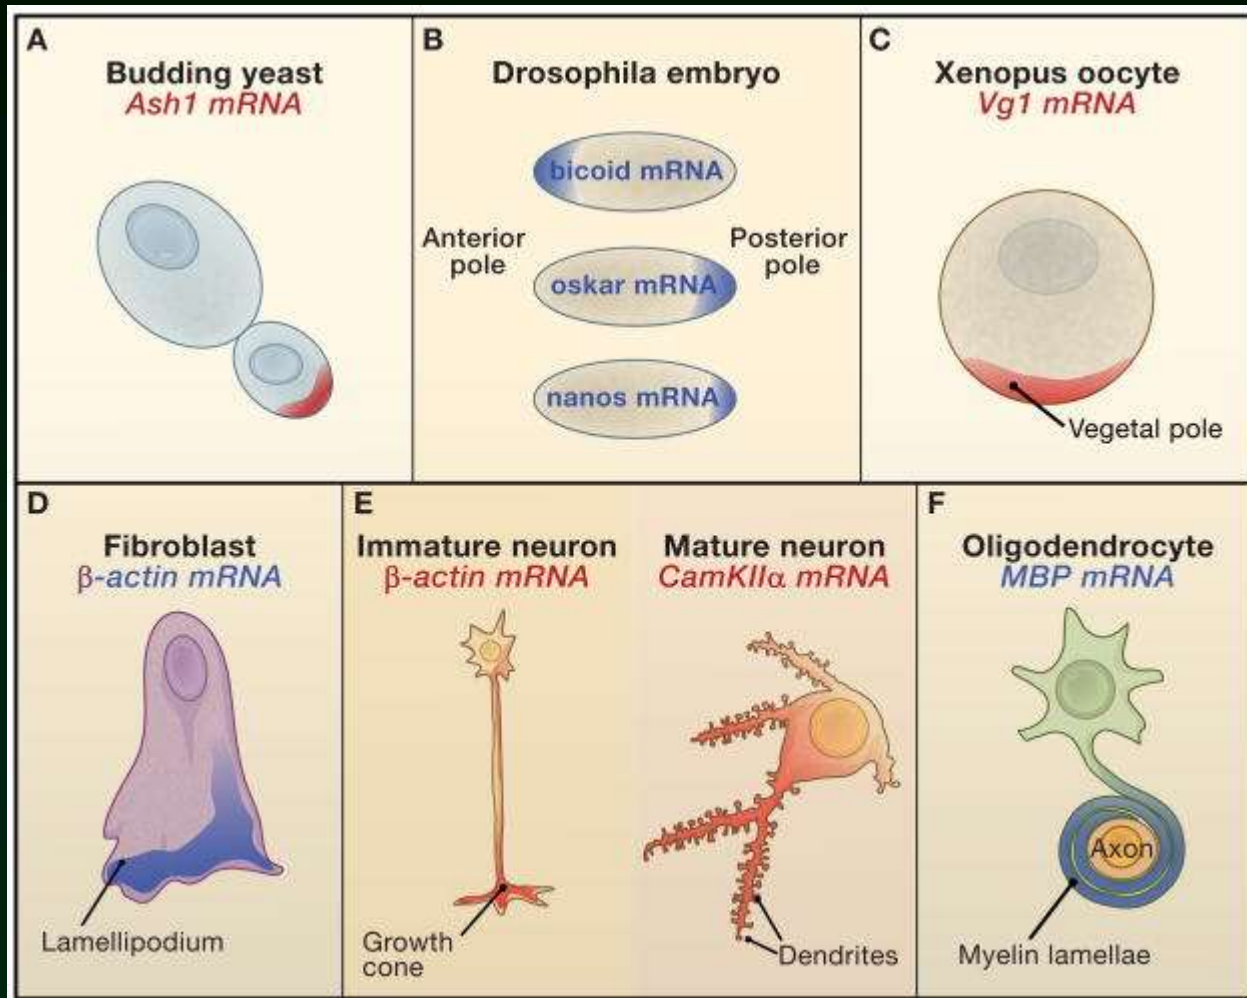 A
Budding yeast
Ash1 mRNA
B
Drosophila embryo
bicoid mRNA
Anterior
pole
Posterior
pole
oskar mRNA
nanos mRNA
C
Xenopus oocyte
Vg1 mRNA
Vegetal pole
D
Fibroblast
β-actin mRNA
Lamellipodium
E
Immature neuron
β-actin mRNA
Growth
cone
Mature neuron
CamKIIα mRNA
Dendrites
F
Oligodendrocyte
MBP mRNA
Axon
Myelin lamellae